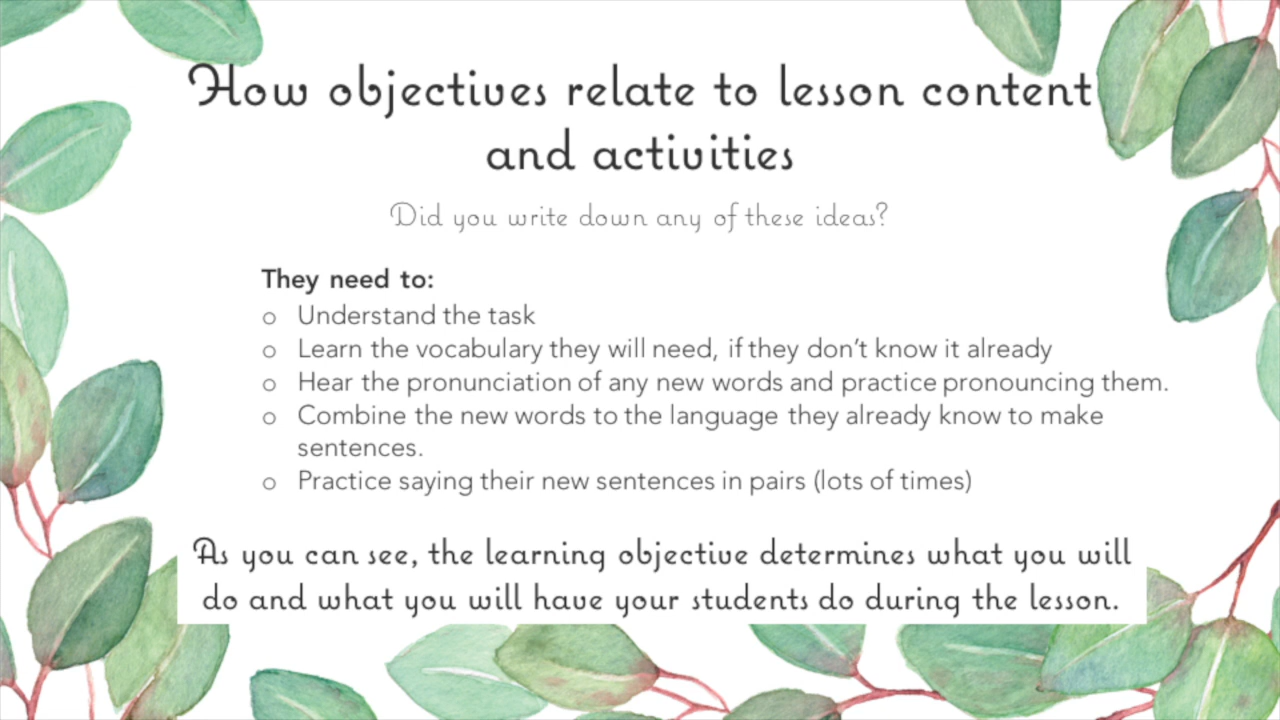 How objectives relate to lesson content
and activities
Did you write down any of these ideas?
They need to:
o Understand the task
o Learn the vocabulary they will need, if they don’t know it already
o Hear the pronunciation of any new words and practice pronouncing them.
o Combine the new words to the language they already know to make
sentences.
o Practice saying their new sentences in pairs (lots of times)
As you can see, the learning objective determines what you will
do and what you will have your students do during the lesson.